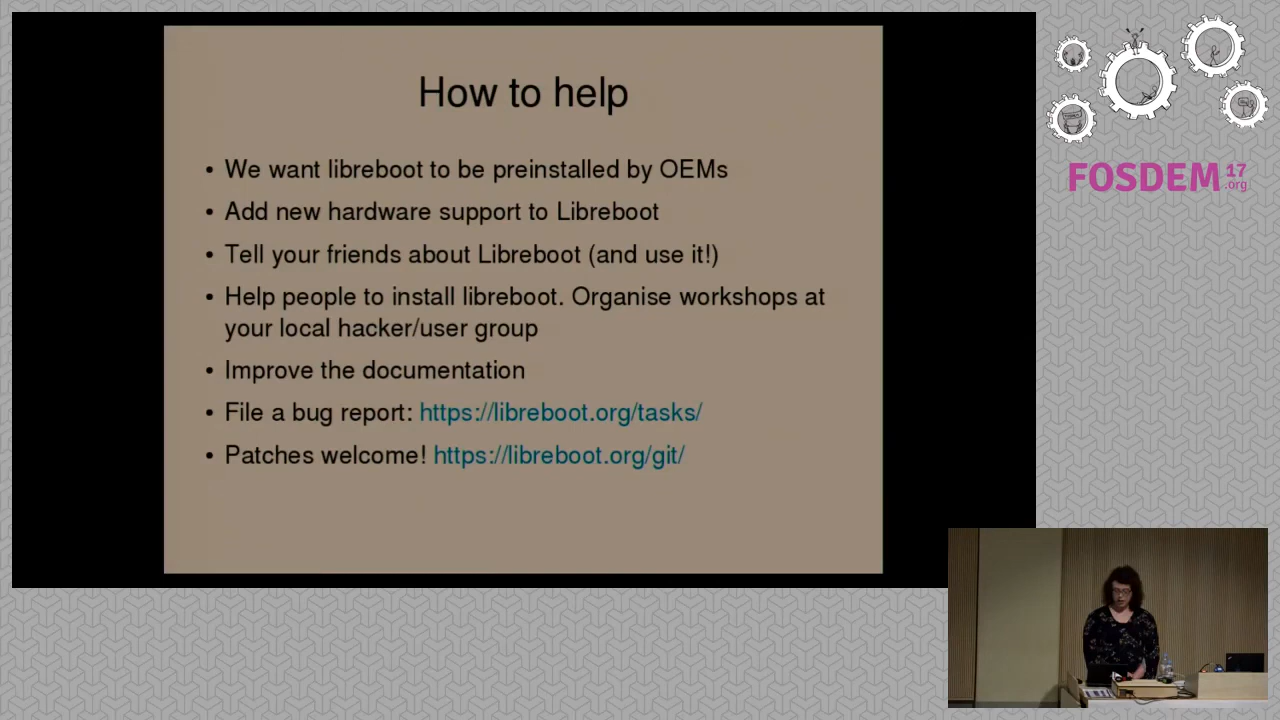 How to help
• We want libreboot to be preinstalled by OEMs
• Add new hardware support to Libreboot
• Tell your friends about Libreboot (and use it!)
• Help people to install libreboot. Organise workshops at
your local hacker/user group
• Improve the documentation
• File a bug report: https://libreboot.org/tasks/
• Patches welcome! https://libreboot.org/git/
FOSDEM 17
.org